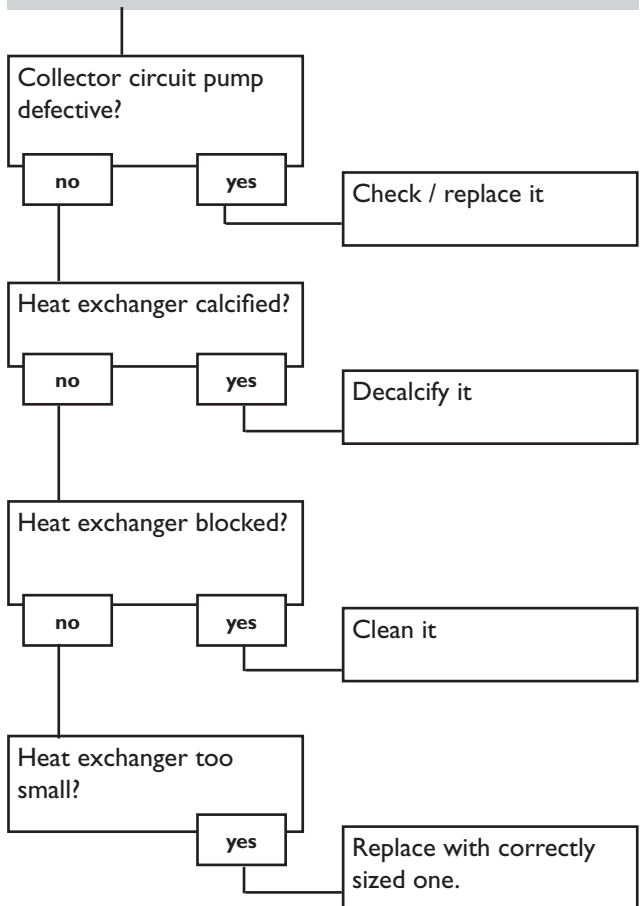 Collector circuit pump
defective?
no
yes
Check / replace it
Heat exchanger calcified?
no
yes
Decalcify it
Heat exchanger blocked?
no
yes
Clean it
Heat exchanger too
small?
yes
Replace with correctly
sized one.